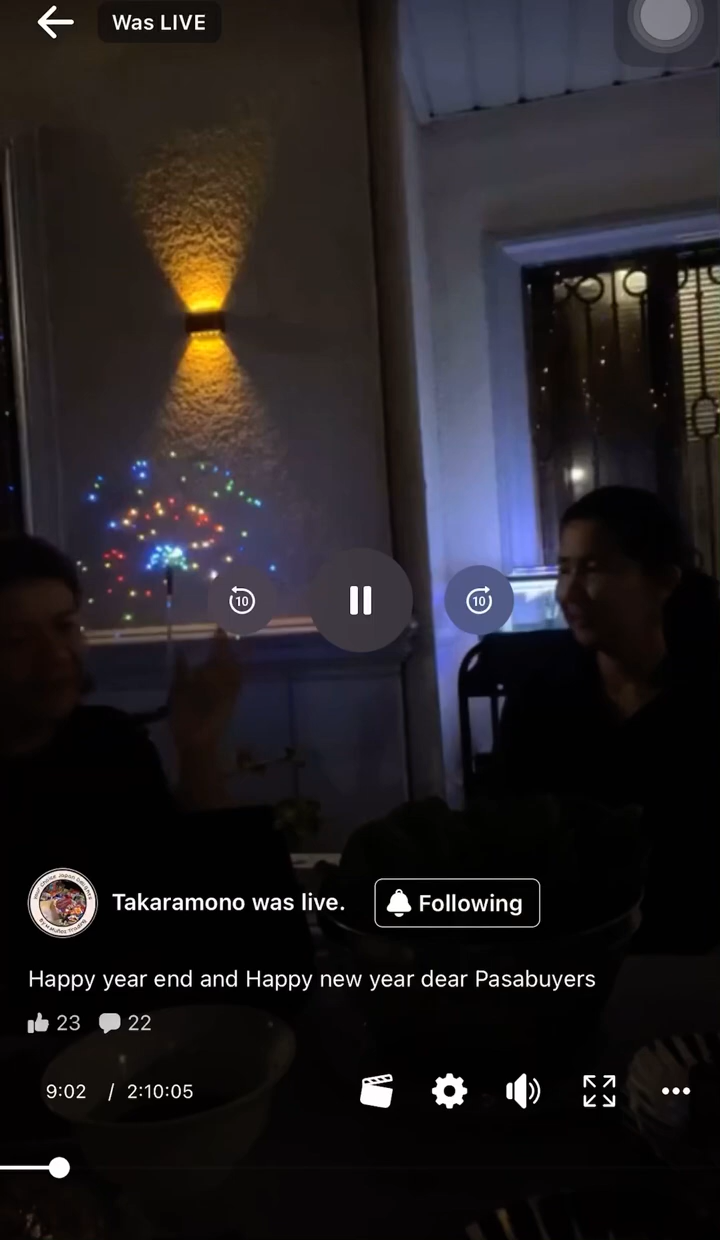 Was LIVE
10
10
Takaramono was live.
Following
Happy year end and Happy new year dear Pasabuyers
23
22
9:02 / 2:10:05